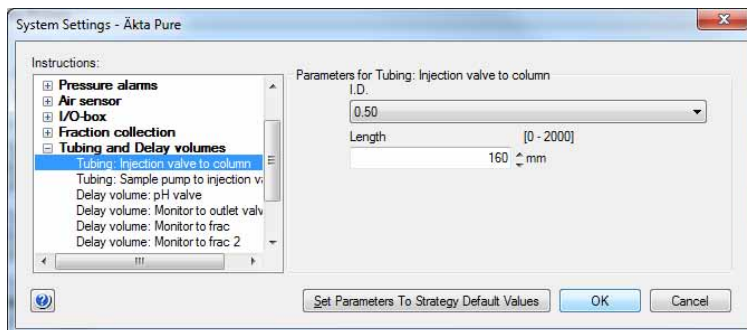 System Settings - Äkta Pure
Instructions:
Pressure alarms
Air sensor
I/O-box
Fraction collection
Tubing and Delay volumes
Tubing: Injection valve to column
Tubing: Sample pump to injection va
Delay volume: pH valve
Delay volume: Monitor to outlet valv
Delay volume: Monitor to frac
Delay volume: Monitor to frac 2
Parameters for Tubing: Injection valve to column
I.D.
0.50
Length [0 - 2000]
160 mm
Set Parameters To Strategy Default Values OK Cancel